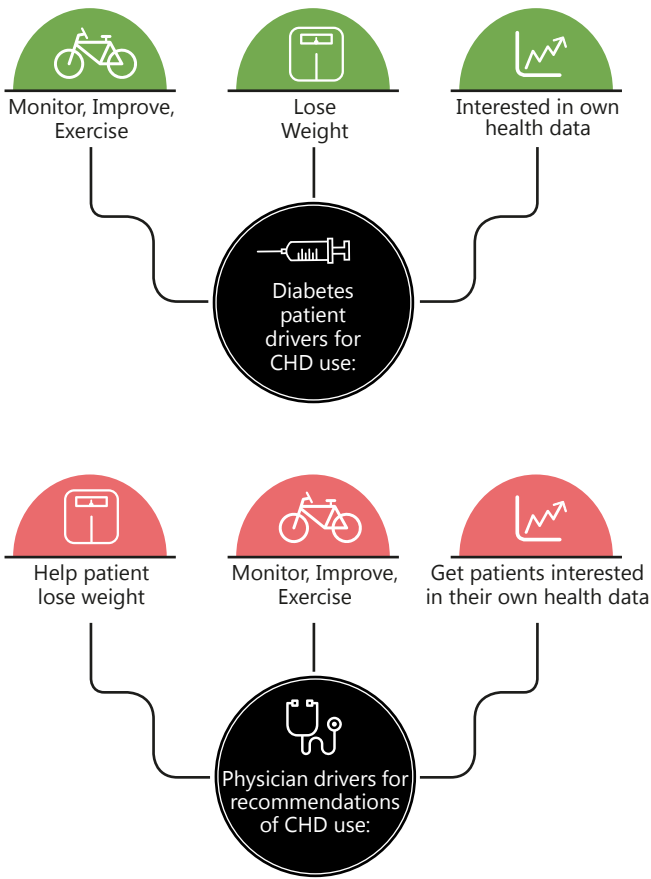 Monitor, Improve,
Exercise
Lose
Weight
Interested in own
health data
Diabetes
patient
drivers for
CHD use:
Help patient
lose weight
Monitor, Improve,
Exercise
Get patients interested
in their own health data
Physician drivers for
recommendations
of CHD use: